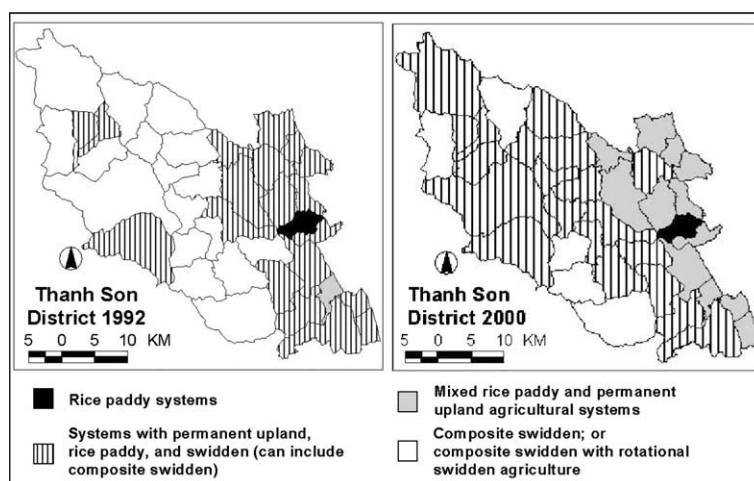 Thanh Son
District 1992
5 0 5 10 KM
Thanh Son
District 2000
5 0 5 10 KM
Rice paddy systems
Systems with permanent upland,
rice paddy, and swidden (can include
composite swidden)
Mixed rice paddy and permanent
upland agricultural systems
Composite swidden; or
composite swidden with rotational
swidden agriculture